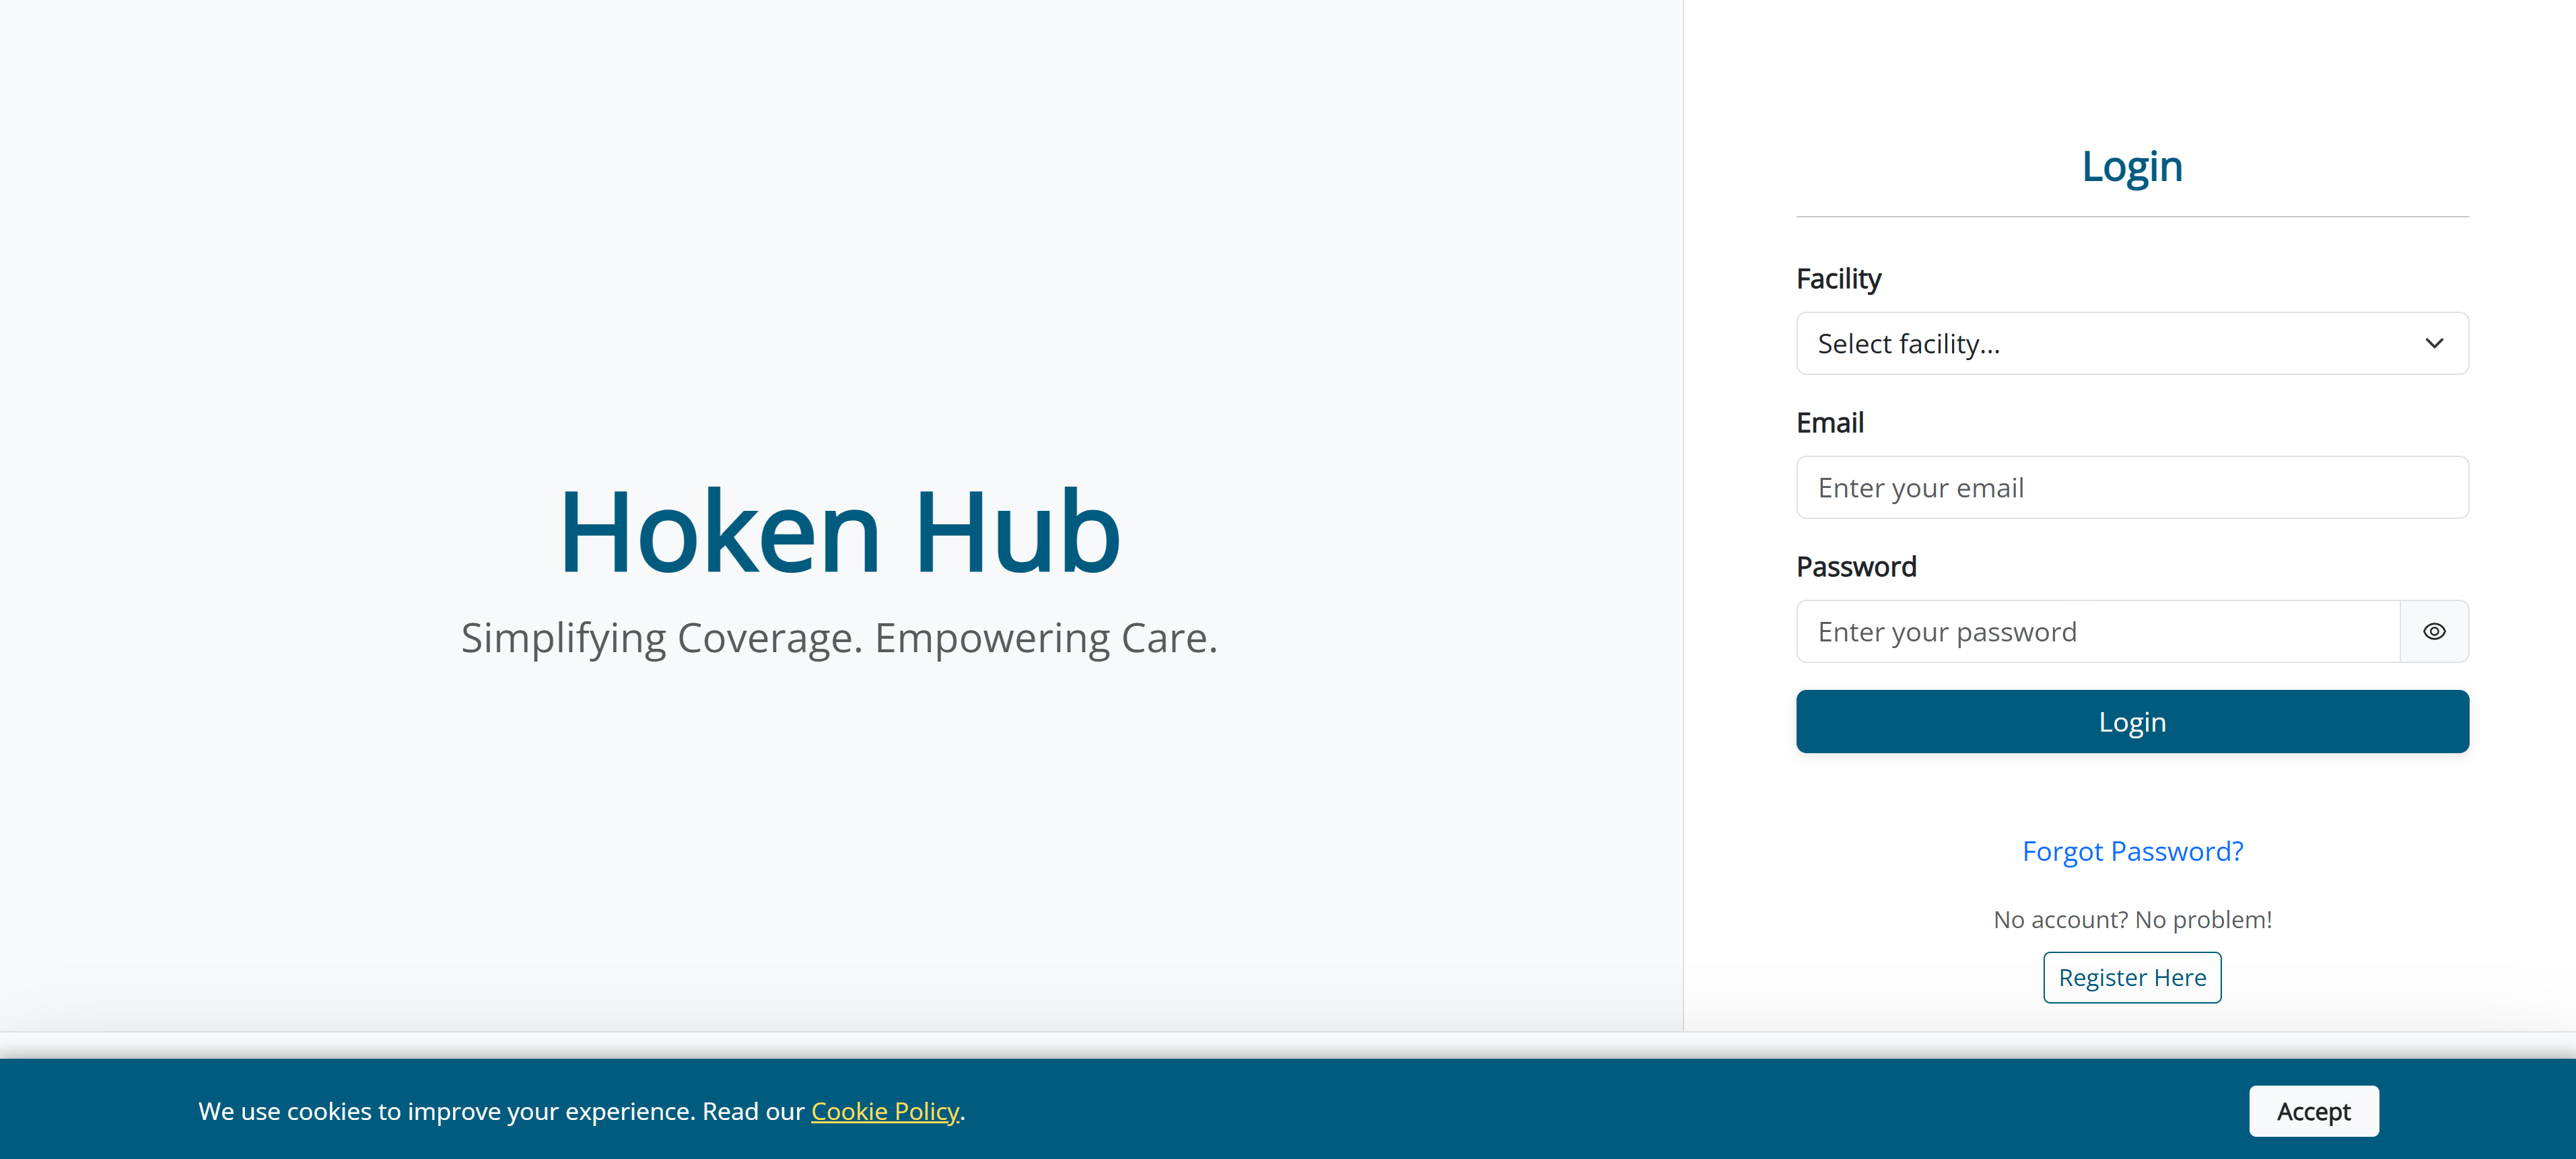 Hoken Hub
Simplifying Coverage. Empowering Care.
Login
Facility
Select facility...
Email
Enter your email
Password
Enter your password
Login
Forgot Password?
No account? No problem!
Register Here
We use cookies to improve your experience. Read our Cookie Policy.
Accept